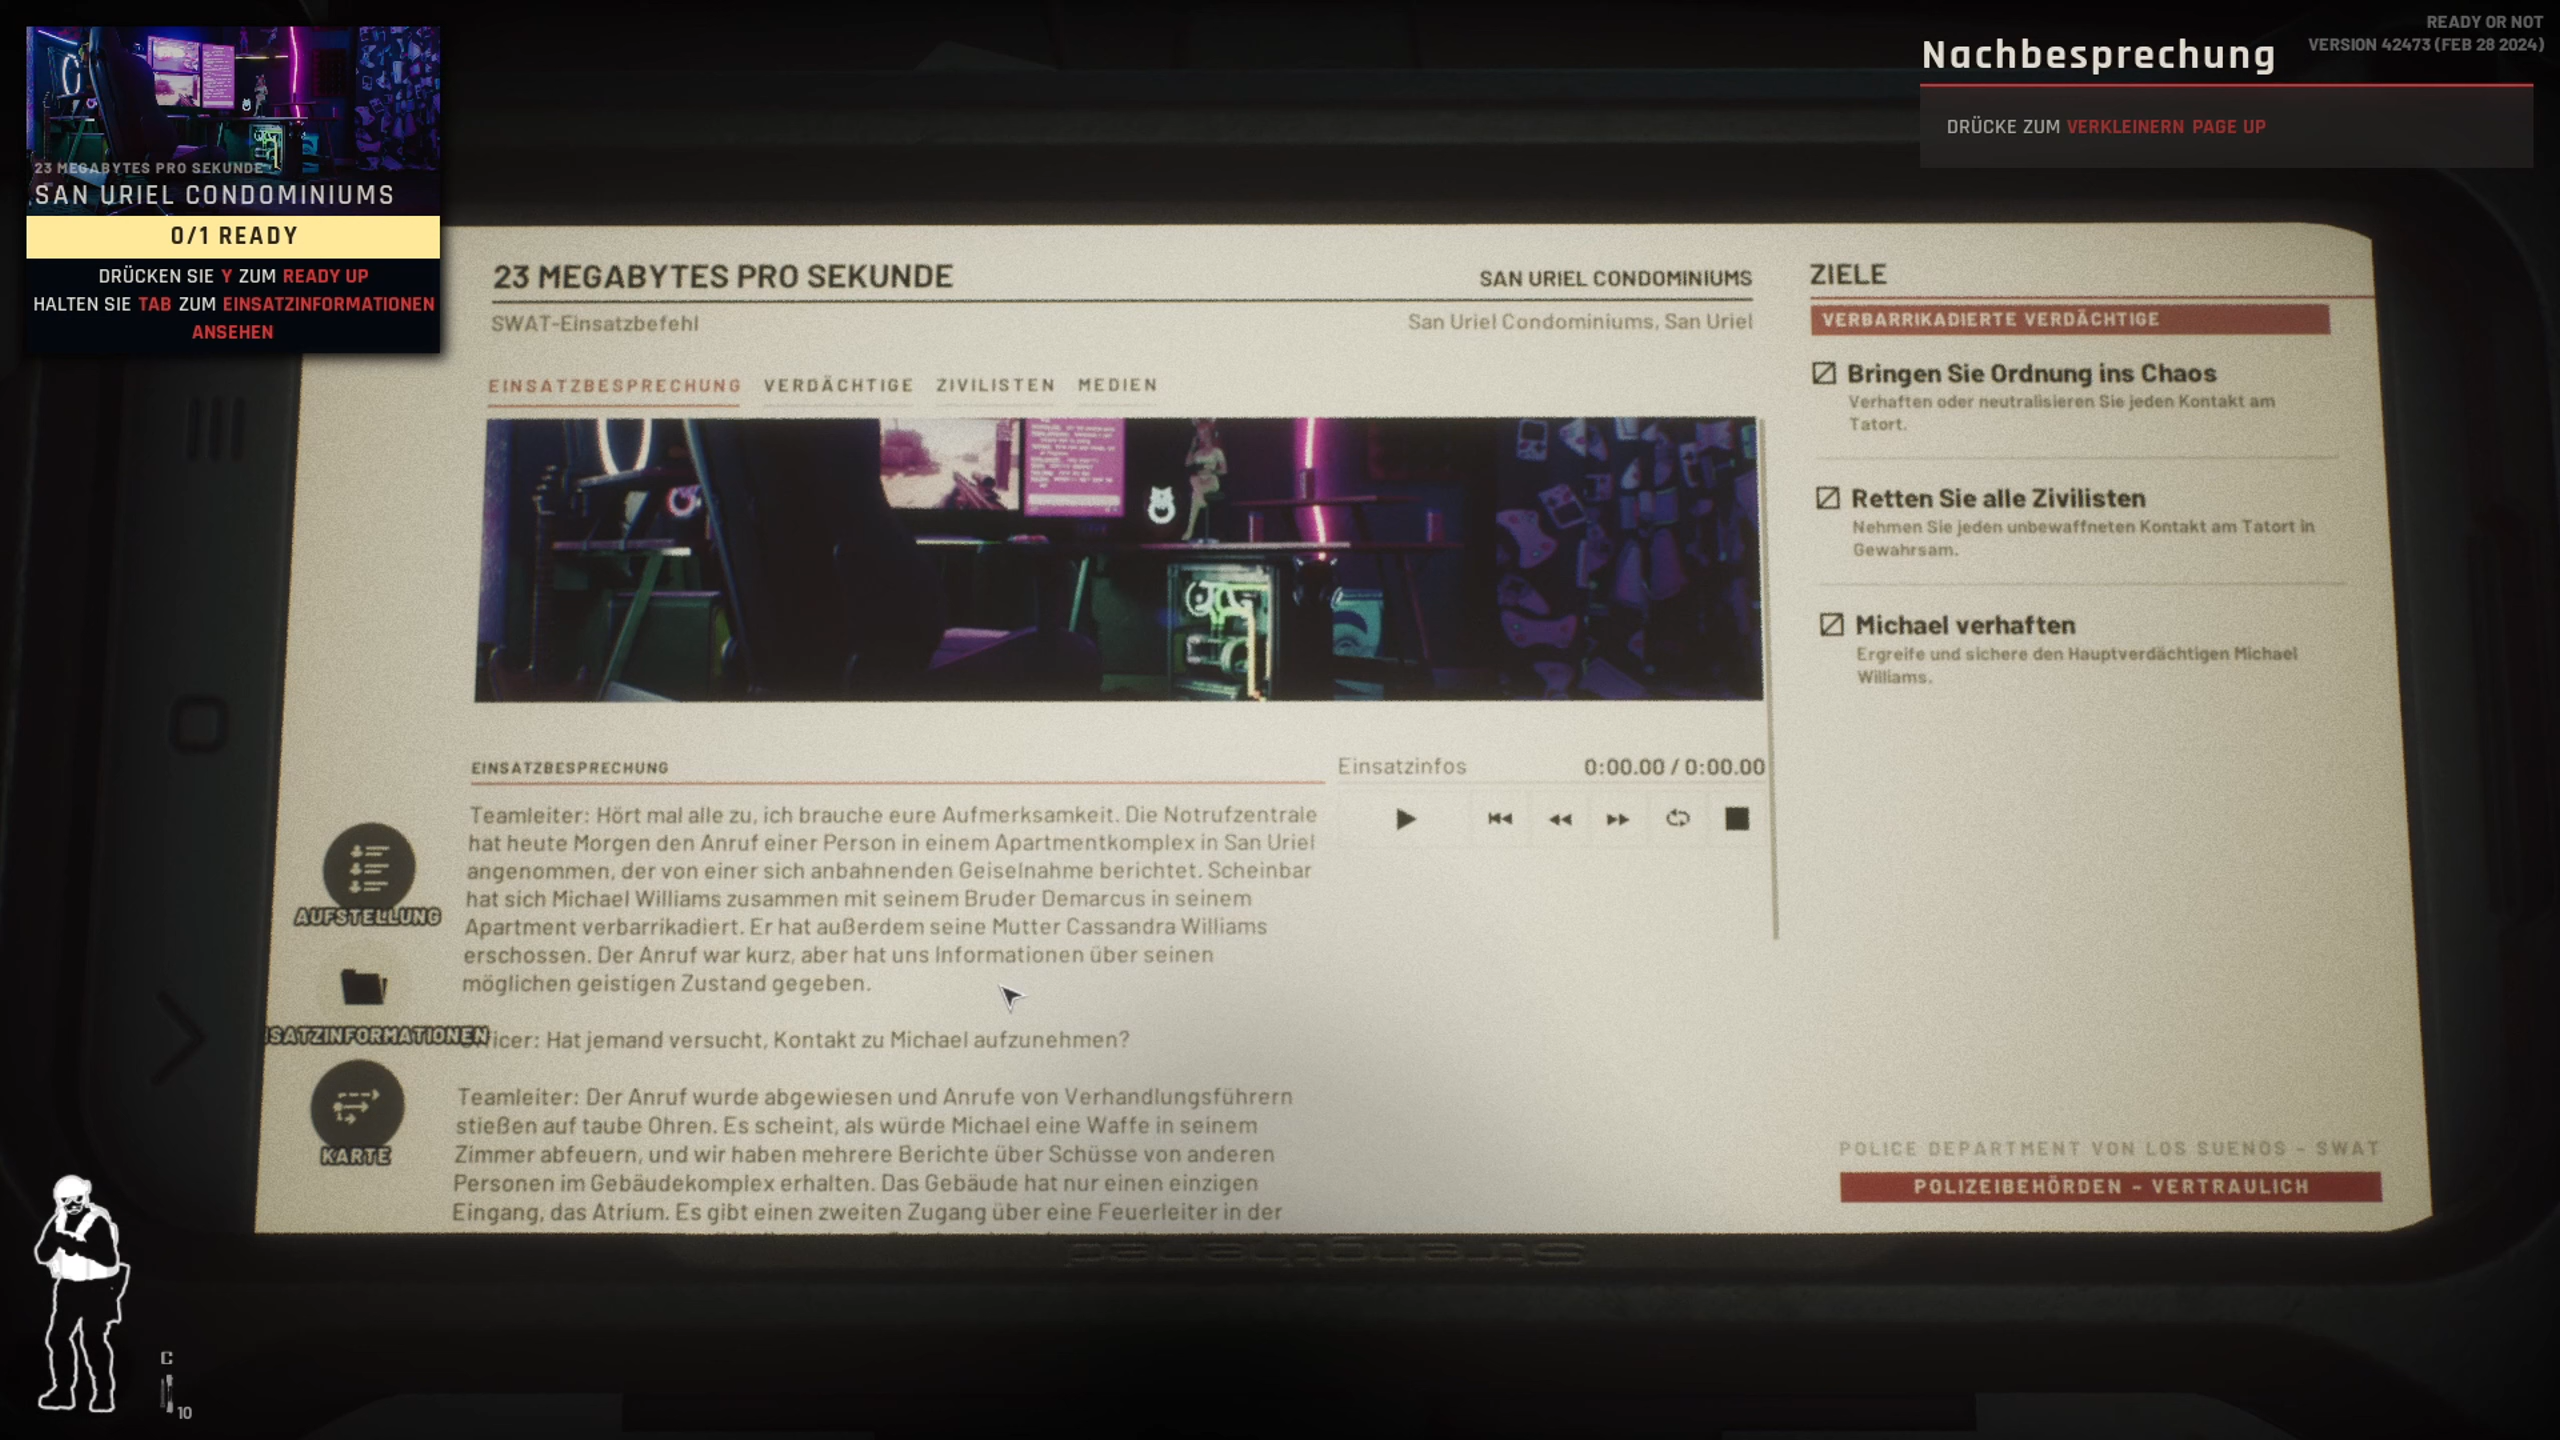 READY OR NOT
VERSION 42473 (FEB 28 2024)
Nachbesprechung
DRÜCKE ZUM VERKLEINERN PAGE UP
23 MEGABYTES PRO SEKUNDE
SAN URIEL CONDOMINIUMS
0/1 READY
DRÜCKEN SIE Y ZUM READY UP
HALTEN SIE TAB ZUM EINSATZINFORMATIONEN
ANSEHEN
23 MEGABYTES PRO SEKUNDE
SAN URIEL CONDOMINIUMS
SWAT-Einsatzbefehl
San Uriel Condominiums, San Uriel
EINSATZBESPRECHUNG VERDÄCHTIGE ZIVILISTEN MEDIEN
EINSATZBESPRECHUNG
Teamleiter: Hört mal alle zu, ich brauche eure Aufmerksamkeit. Die Notrufzentrale
hat heute Morgen den Anruf einer Person in einem Apartmentkomplex in San Uriel
angenommen, der von einer sich anbahnenden Geiselnahme berichtet. Scheinbar
hat sich Michael Williams zusammen mit seinem Bruder Demarcus in seinem
Apartment verbarrikadiert. Er hat außerdem seine Mutter Cassandra Williams
erschossen. Der Anruf war kurz, aber hat uns Informationen über seinen
möglichen geistigen Zustand gegeben.
icer: Hat jemand versucht, Kontakt zu Michael aufzunehmen?
Teamleiter: Der Anruf wurde abgewiesen und Anrufe von Verhandlungsführern
stießen auf taube Ohren. Es scheint, als würde Michael eine Waffe in seinem
Zimmer abfeuern, und wir haben mehrere Berichte über Schüsse von anderen
Personen im Gebäudekomplex erhalten. Das Gebäude hat nur einen einzigen
Eingang, das Atrium. Es gibt einen zweiten Zugang über eine Feuerleiter in der
Einsatzinfos
0:00.00 / 0:00.00
AUFSTELLUNG
SATZINFORMATIONEN
KARTE
ZIELE
VERBARRIKADIERTE VERDÄCHTIGE
Bringen Sie Ordnung ins Chaos
Verhaften oder neutralisieren Sie jeden Kontakt am
Tatort.
Retten Sie alle Zivilisten
Nehmen Sie jeden unbewaffneten Kontakt am Tatort in
Gewahrsam.
Michael verhaften
Ergreife und sichere den Hauptverdächtigen Michael
Williams.
POLICE DEPARTMENT VON LOS SUENOS - SWAT
POLIZEIBEHÖRDEN - VERTRAULICH
C
10